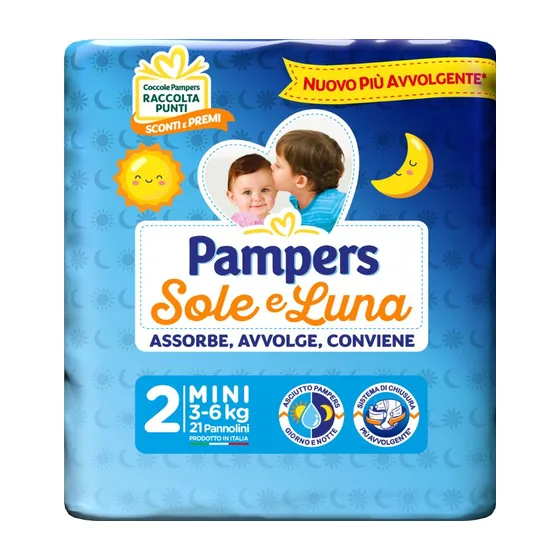 Coccole Pampers
RACCOLTA
PUNTI
SCONTI E PREMI
NUOVO PIÙ AVVOLGENTE*
Pampers
Sole e Luna
ASSORBE, AVVOLGE, CONVIENE
2
MINI
3-6 kg
21 Pannolini
PRODOTTO IN ITALIA
ASCIUTTO PAMPERS
GIORNO E NOTTE
SISTEMA DI CHIUSURA
PIÙ AVVOLGENTE*